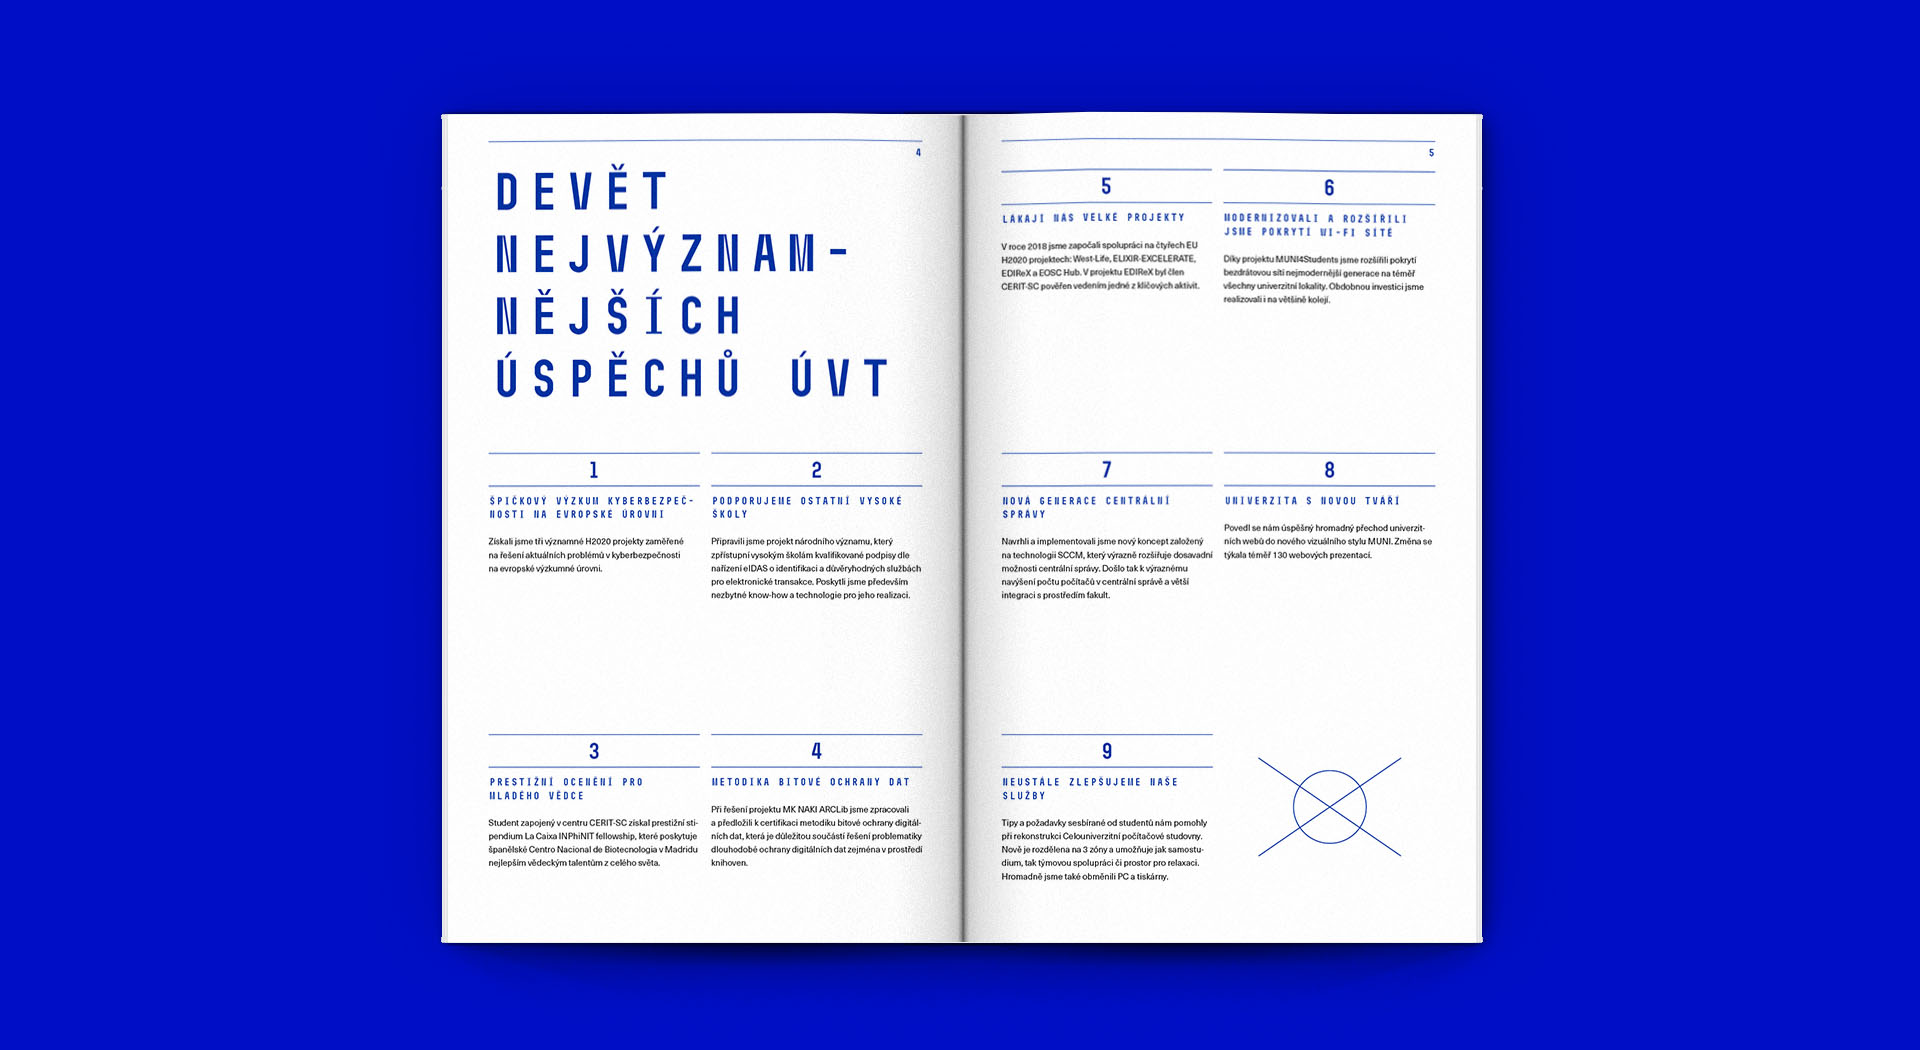 4
DEVĚT
NEJVÝZNAM-
NĚJŠÍCH
ÚSPĚCHŮ ÚVT
1
ŠPIČKOVÝ VÝZKUM KYBERBEZPEČ-
NOSTI NA EVROPSKÉ ÚROVNI
Získali jsme tři významné H2020 projekty zaměřené
na řešení aktuálních problémů v kyberbezpečnosti
na evropské výzkumné úrovni.
2
PODPORUJEME OSTATNÍ VYSOKÉ
ŠKOLY
Připravili jsme projekt národního významu, který
zpřístupní vysokým školám kvalifikované podpisy dle
nařízení eIDAS o identifikaci a důvěryhodných službách
pro elektronické transakce. Poskytli jsme především
nezbytné know-how a technologie pro jeho realizaci.
3
PRESTIŽNÍ OCENĚNÍ PRO
MLADÉHO VĚDCE
Student zapojený v centru CERIT-SC získal prestižní sti-
pendium La Caixa INPhiNIT fellowship, které poskytuje
španělské Centro Nacional de Biotecnologia v Madridu
nejlepším vědeckým talentům z celého světa.
4
METODIKA BITOVÉ OCHRANY DAT
Při řešení projektu MK NAKI ARCLib jsme zpracovali
a předložili k certifikaci metodiku bitové ochrany digitál-
ních dat, která je důležitou součástí řešení problematiky
dlouhodobé ochrany digitálních dat zejména v prostředí
knihoven.
5
5
LÁKAJÍ NÁS VELKÉ PROJEKTY
V roce 2018 jsme započali spolupráci na čtyřech EU
H2020 projektech: West-Life, ELIXIR-EXCELERATE,
EDIReX a EOSC Hub. V projektu EDIReX byl člen
CERIT-SC pověřen vedením jedné z klíčových aktivit.
6
MODERNIZOVALI A ROZŠÍŘILI
JSME POKRYTÍ WI-FI SÍTĚ
Díky projektu MUNI4Students jsme rozšířili pokrytí
bezdrátovou sítí nejmodernější generace na téměř
všechny univerzitní lokality. Obdobnou investici jsme
realizovali i na většině kolejí.
7
NOVÁ GENERACE CENTRÁLNÍ
SPRÁVY
Navrhli a implementovali jsme nový koncept založený
na technologii SCCM, který výrazně rozšiřuje dosavadní
možnosti centrální správy. Došlo tak k výraznému
navýšení počtu počítačů v centrální správě a větší
integraci s prostředím fakult.
8
UNIVERZITA S NOVOU TVÁŘÍ
Povedl se nám úspěšný hromadný přechod univerzit-
ních webů do nového vizuálního stylu MUNI. Změna se
týkala téměř 130 webových prezentací.
9
NEUSTÁLE ZLEPŠUJEME NAŠE
SLUŽBY
Tipy a požadavky sesbírané od studentů nám pomohly
při rekonstrukci Celouniverzitní počítačové studovny.
Nově je rozdělena na 3 zóny a umožňuje jak samostu-
dium, tak týmovou spolupráci či prostor pro relaxaci.
Hromadně jsme také obměnili PC a tiskárny.